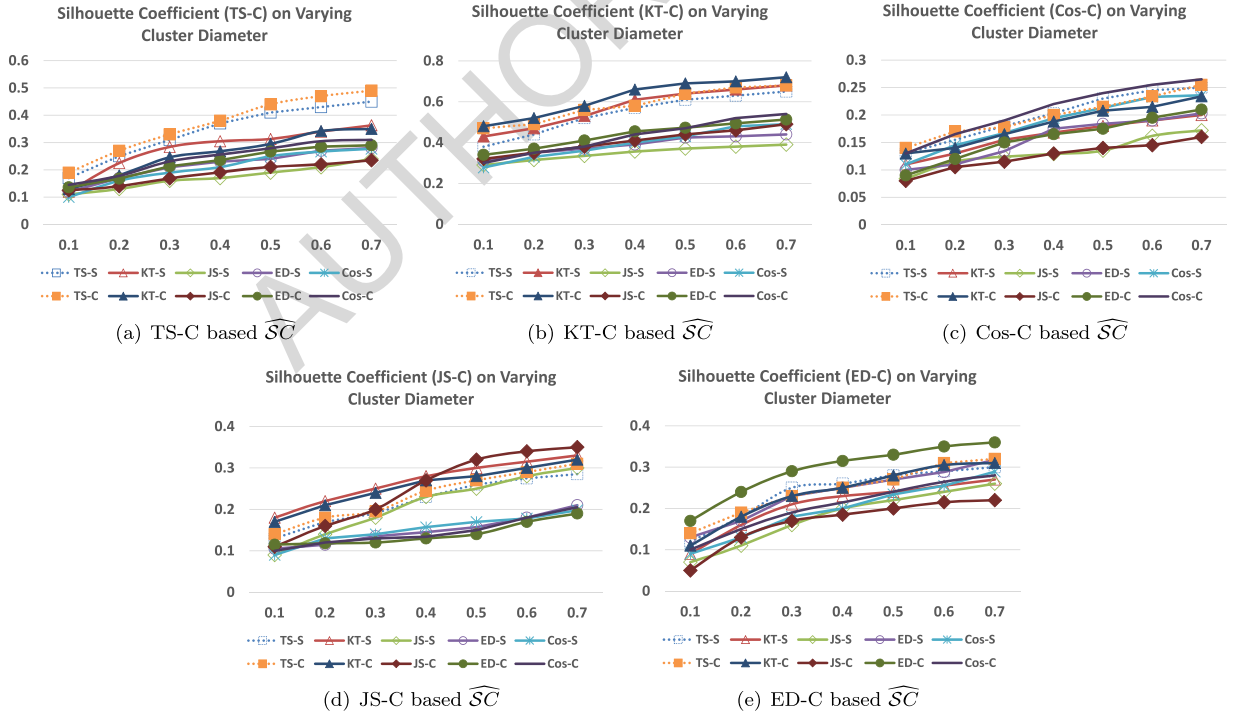 Silhouette Coefficient (TS-C) on Varying
Cluster Diameter
0.6
0.5
0.4
0.3
0.2
0.1
0
0.1 0.2 0.3 0.4 0.5 0.6 0.7
TS-S KT-S JS-S ED-S Cos-S
TS-C KT-C JS-C ED-C Cos-C
(a) TS-C based SC
Silhouette Coefficient (KT-C) on Varying
Cluster Diameter
0.8
0.6
0.4
0.2
0
0.1 0.2 0.3 0.4 0.5 0.6 0.7
TS-S KT-S JS-S ED-S Cos-S
TS-C KT-C JS-C ED-C Cos-C
(b) KT-C based SC
Silhouette Coefficient (Cos-C) on Varying
Cluster Diameter
0.3
0.25
0.2
0.15
0.1
0.05
0
0.1 0.2 0.3 0.4 0.5 0.6 0.7
TS-S KT-S JS-S ED-S Cos-S
TS-C KT-C JS-C ED-C Cos-C
(c) Cos-C based SC
AUTHOR
Silhouette Coefficient (JS-C) on Varying
Cluster Diameter
0.4
0.3
0.2
0.1
0
0.1 0.2 0.3 0.4 0.5 0.6 0.7
TS-S KT-S JS-S ED-S Cos-S
TS-C KT-C JS-C ED-C Cos-C
(d) JS-C based SC
Silhouette Coefficient (ED-C) on Varying
Cluster Diameter
0.4
0.3
0.2
0.1
0
0.1 0.2 0.3 0.4 0.5 0.6 0.7
TS-S KT-S JS-S ED-S Cos-S
TS-C KT-C JS-C ED-C Cos-C
(e) ED-C based SC